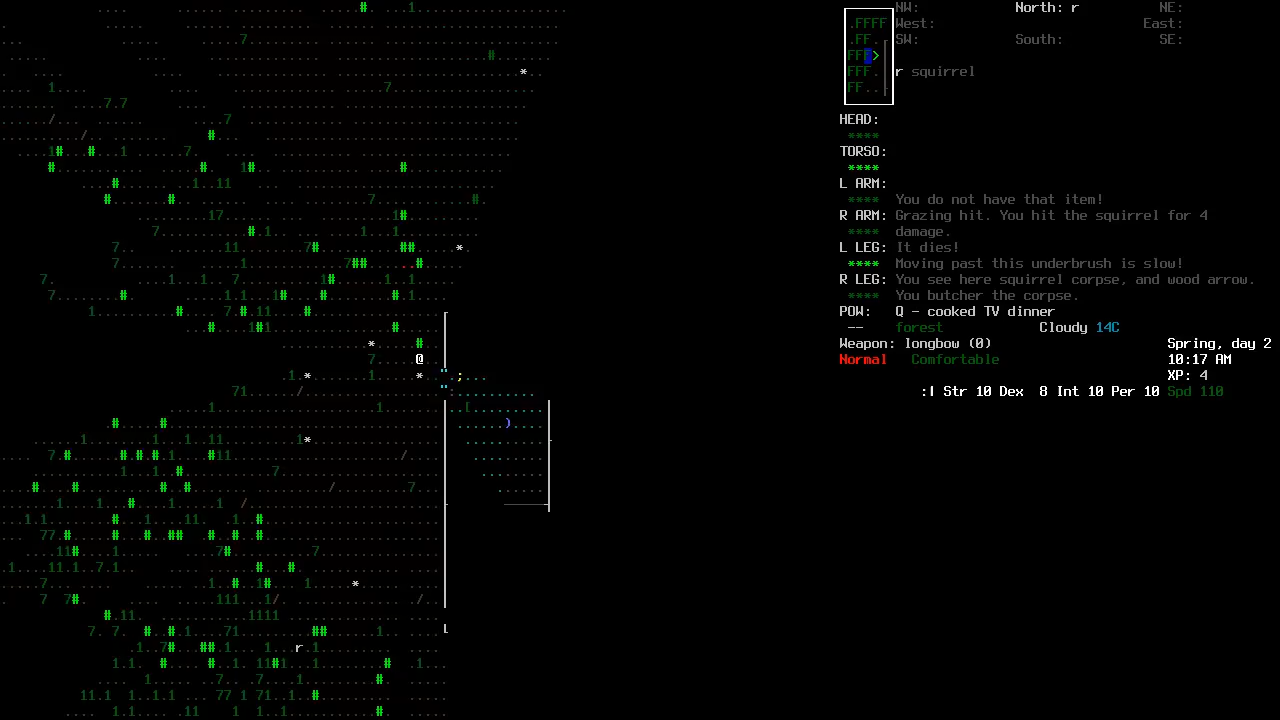 NW: North: r NE:
West: East:
SW: South: SE:
r squirrel
HEAD:
****
TORSO:
****
L ARM:
**** You do not have that item!
R ARM: Grazing hit. You hit the squirrel for 4
**** damage.
L LEG: It dies!
**** Moving past this underbrush is slow!
R LEG: You see here squirrel corpse, and wood arrow.
**** You butcher the corpse.
POW: Q - cooked TV dinner
-- forest Cloudy 14C
Weapon: longbow (0) Spring, day 2
Normal Comfortable 10:17 AM
XP: 4
:| Str 10 Dex 8 Int 10 Per 10 Spd 110